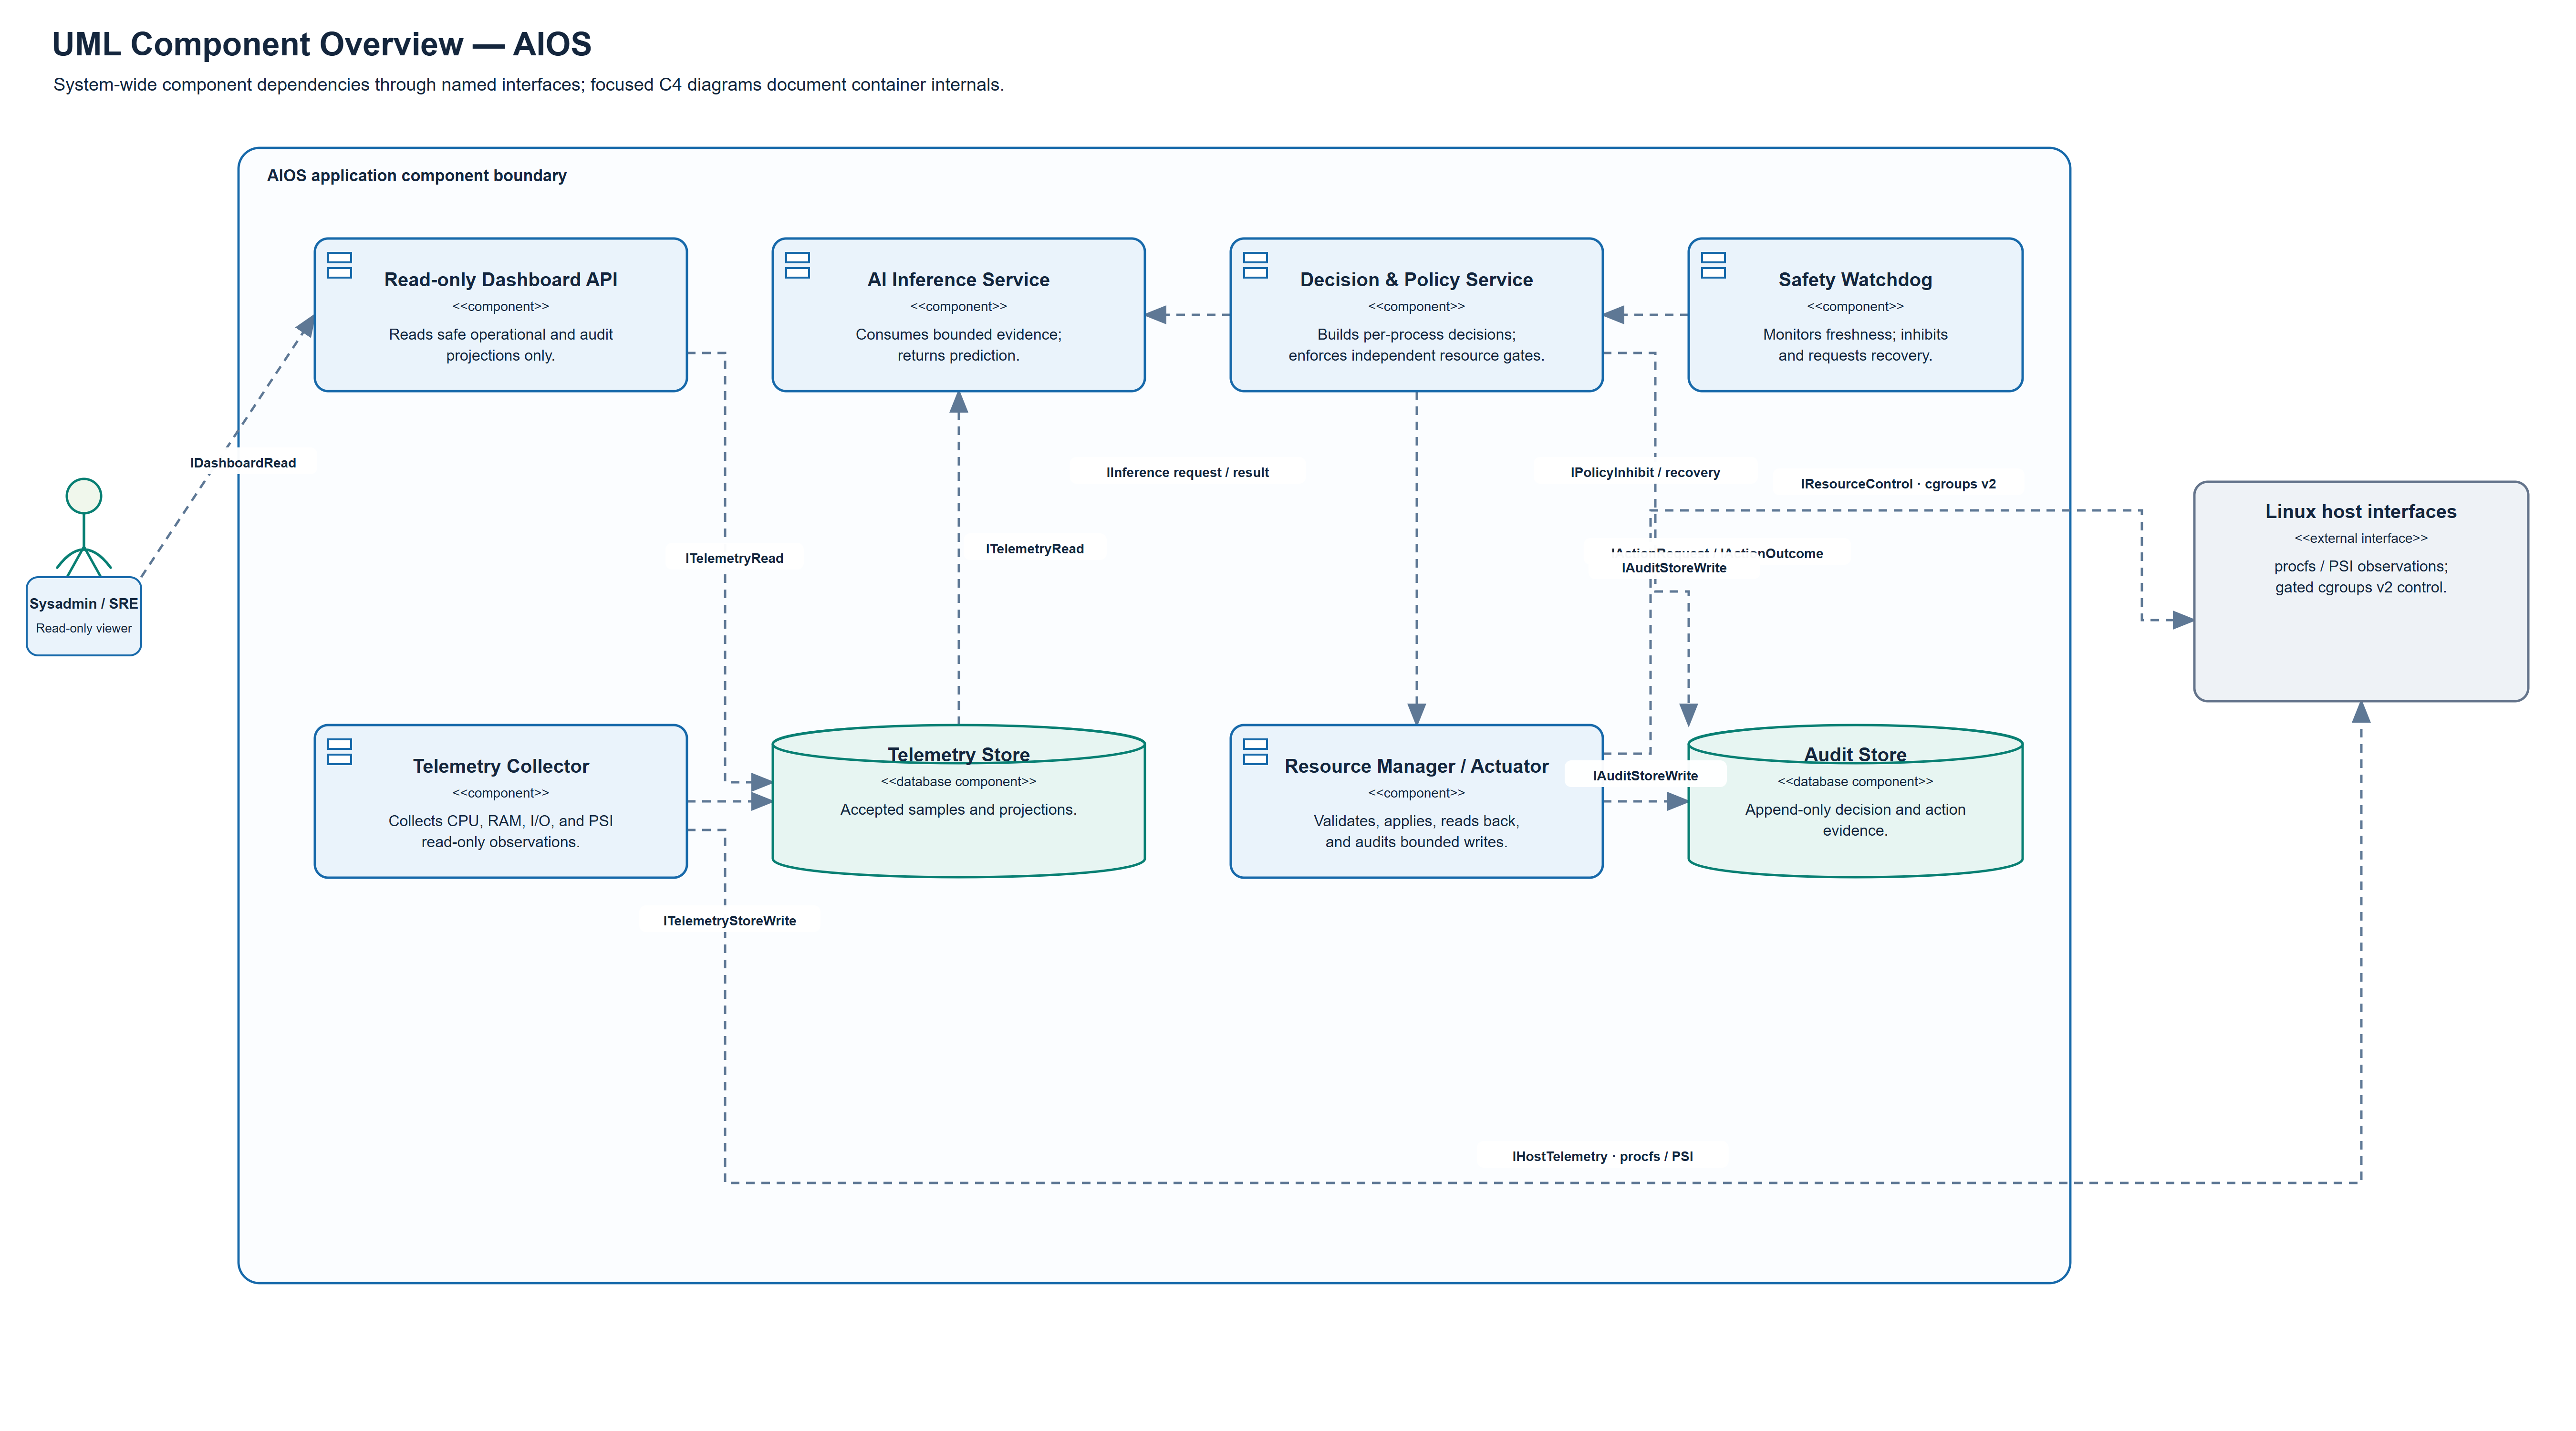 UML Component Overview — AIOS
System-wide component dependencies through named interfaces; focused C4 diagrams document container internals.
AIOS application component boundary
Read-only Dashboard API
<<component>>
Reads safe operational and audit
projections only.
AI Inference Service
<<component>>
Consumes bounded evidence;
returns prediction.
Decision & Policy Service
<<component>>
Builds per-process decisions;
enforces independent resource gates.
Safety Watchdog
<<component>>
Monitors freshness; inhibits
and requests recovery.
IDashboardRead
IInference request / result
IPolicyInhibit / recovery
IResourceControl · cgroups v2
Linux host interfaces
<<external interface>>
procfs / PSI observations;
gated cgroups v2 control.
ITelemetryRead
ITelemetryRead
IActionRequest / IActionOutcome
IAuditStoreWrite
Sysadmin / SRE
Read-only viewer
Telemetry Collector
<<component>>
Collects CPU, RAM, I/O, and PSI
read-only observations.
Telemetry Store
<<database component>>
Accepted samples and projections.
Resource Manager / Actuator
<<component>>
Validates, applies, reads back,
and audits bounded writes.
IAuditStoreWrite
Audit Store
<<database component>>
Append-only decision and action
evidence.
ITelemetryStoreWrite
IHostTelemetry · procfs / PSI